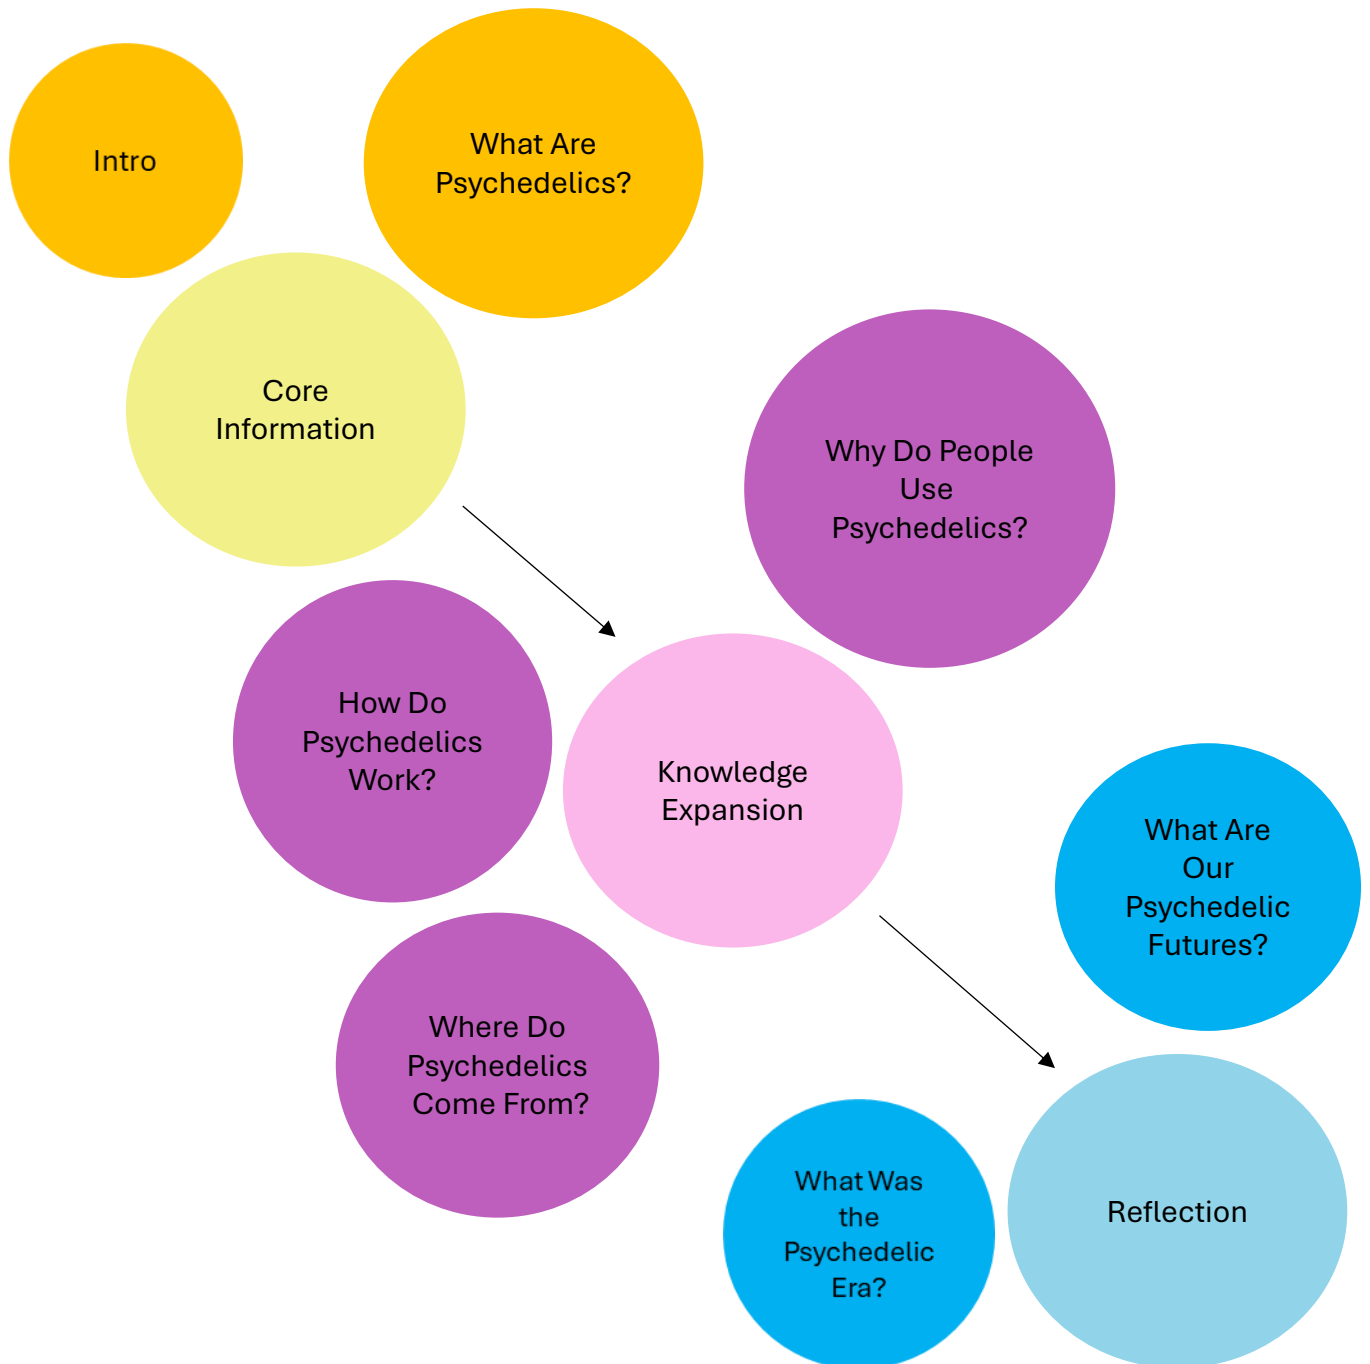 Intro
What Are
Psychedelics?
Core
Information
Why Do People
Use
Psychedelics?
How Do
Psychedelics
Work?
Knowledge
Expansion
What Are
Our
Psychedelic
Futures?
Where Do
Psychedelics
Come From?
What Was
the
Psychedelic
Era?
Reflection